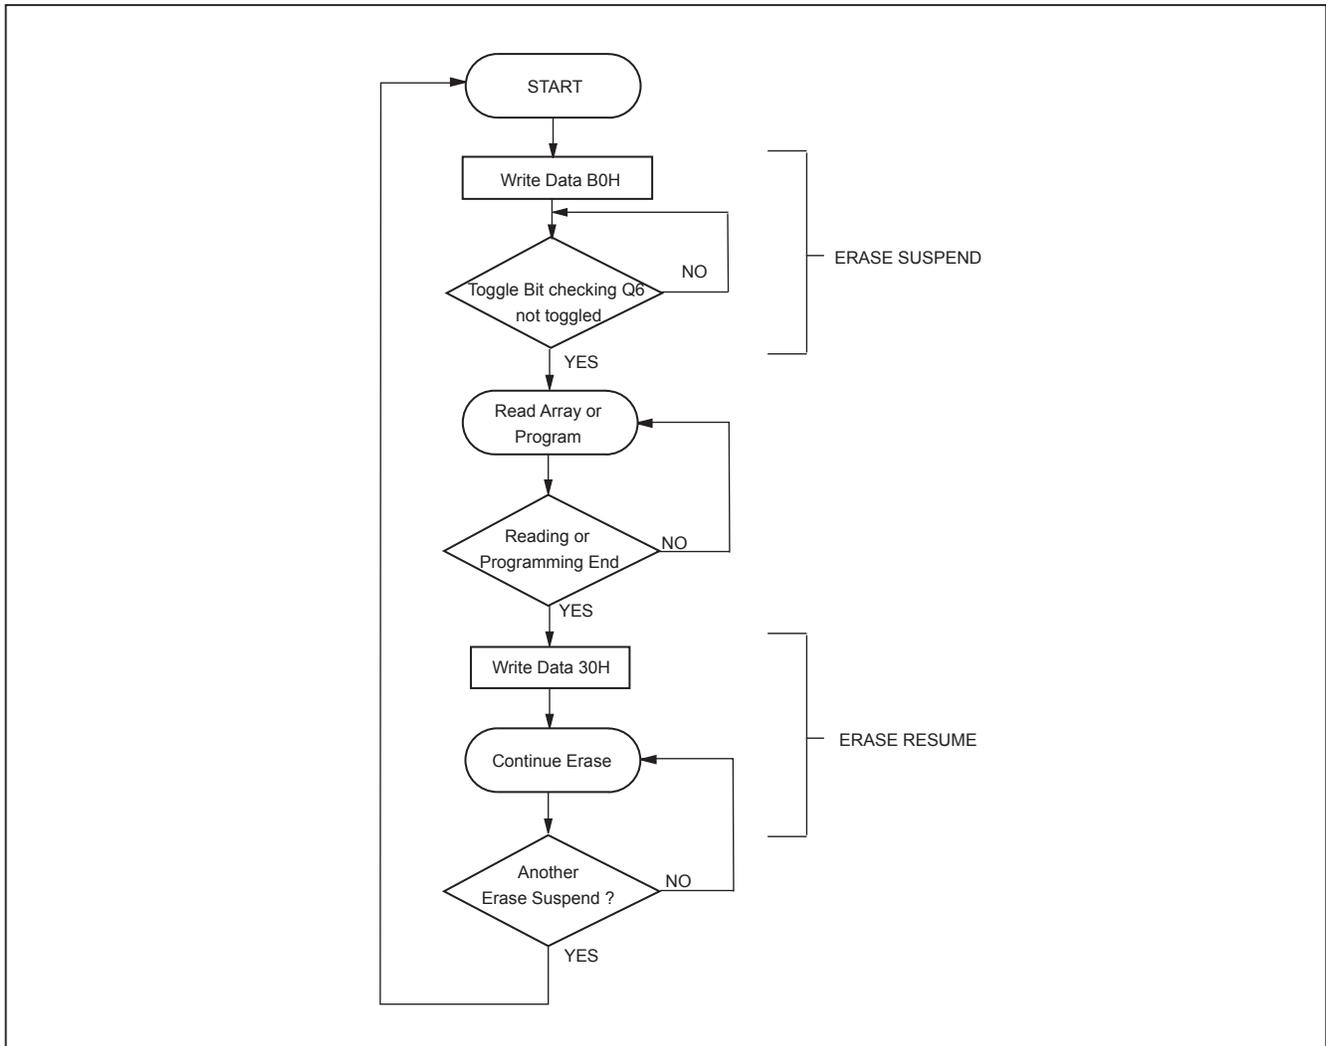 START
Write Data B0H
ERASE SUSPEND
NO
Toggle Bit checking Q6
not toggled
YES
Read Array or
Program
Reading or
Programming End
NO
YES
Write Data 30H
ERASE RESUME
Continue Erase
Another
Erase Suspend ?
NO
YES